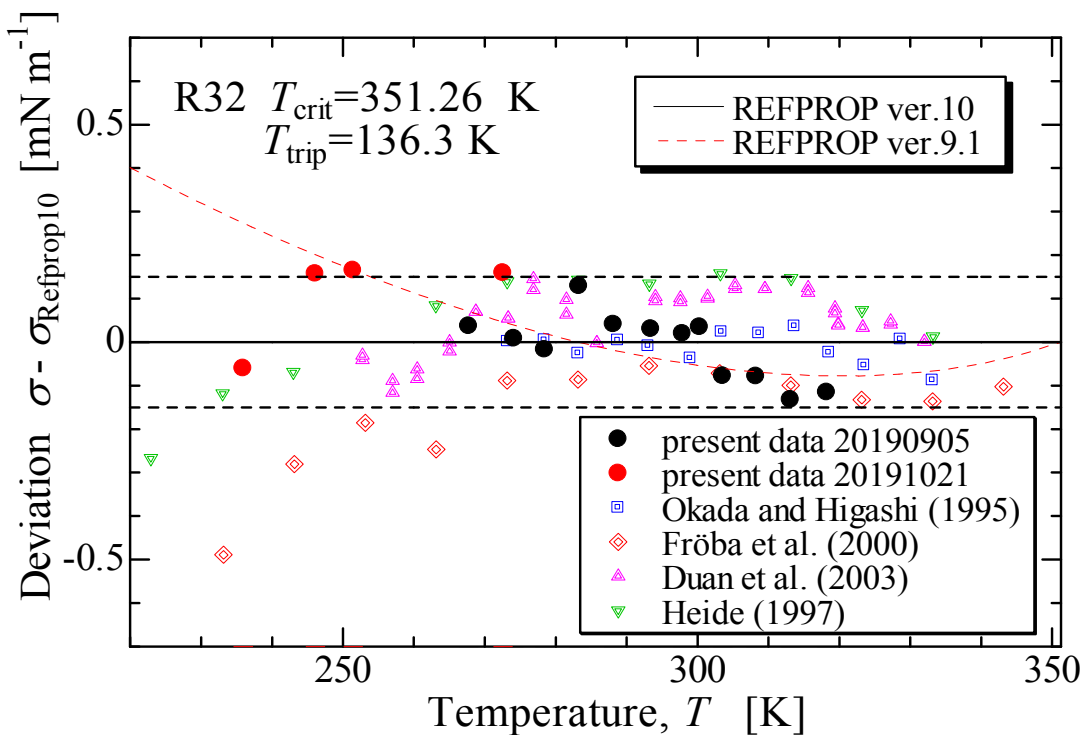 Deviation σ - σRefprop10 [mN m-1]
R32 Tcrit=351.26 K
Ttrip=136.3 K
REFPROP ver.10
REFPROP ver.9.1
0.5
0
-0.5
present data 20190905
present data 20191021
Okada and Higashi (1995)
Fröba et al. (2000)
Duan et al. (2003)
Heide (1997)
250
300
350
Temperature, T [K]